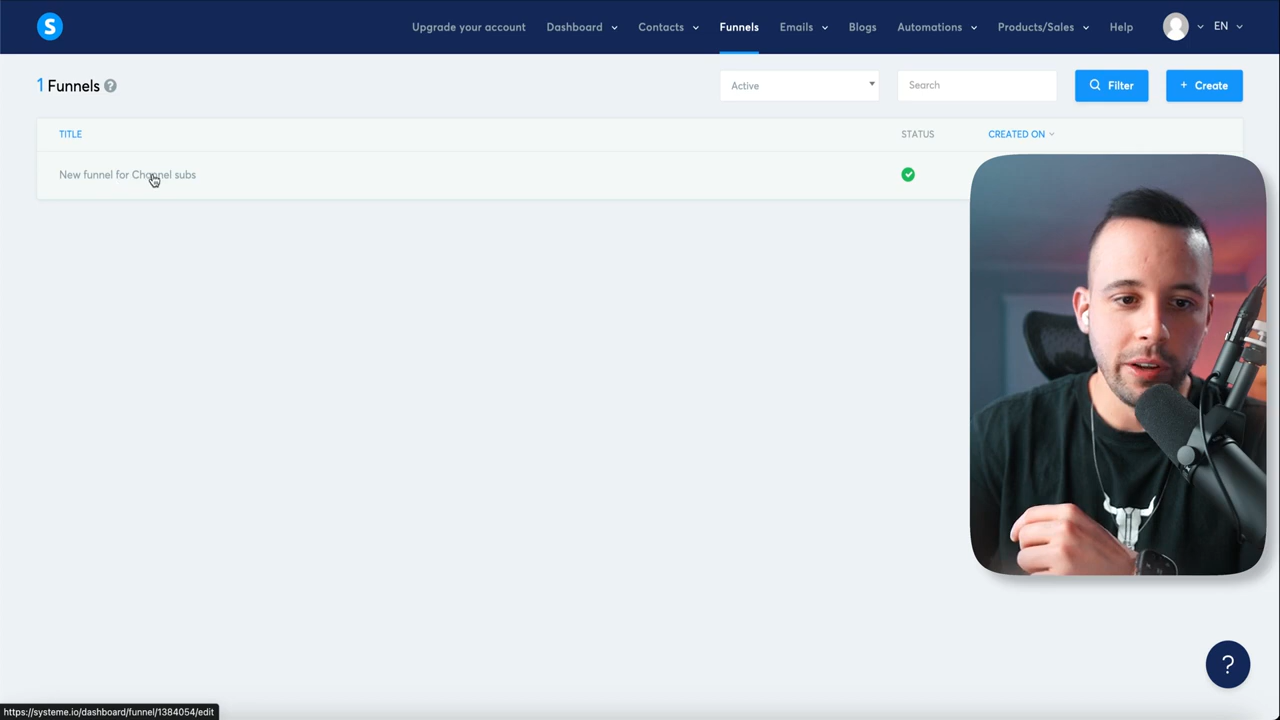 S
Upgrade your account Dashboard Contacts Funnels Emails Blogs Automations Products/Sales Help EN
1 Funnels ?
Active Search Filter + Create
TITLE STATUS CREATED ON
New funnel for Channel subs
?
https://systeme.io/dashboard/funnel/1384054/edit